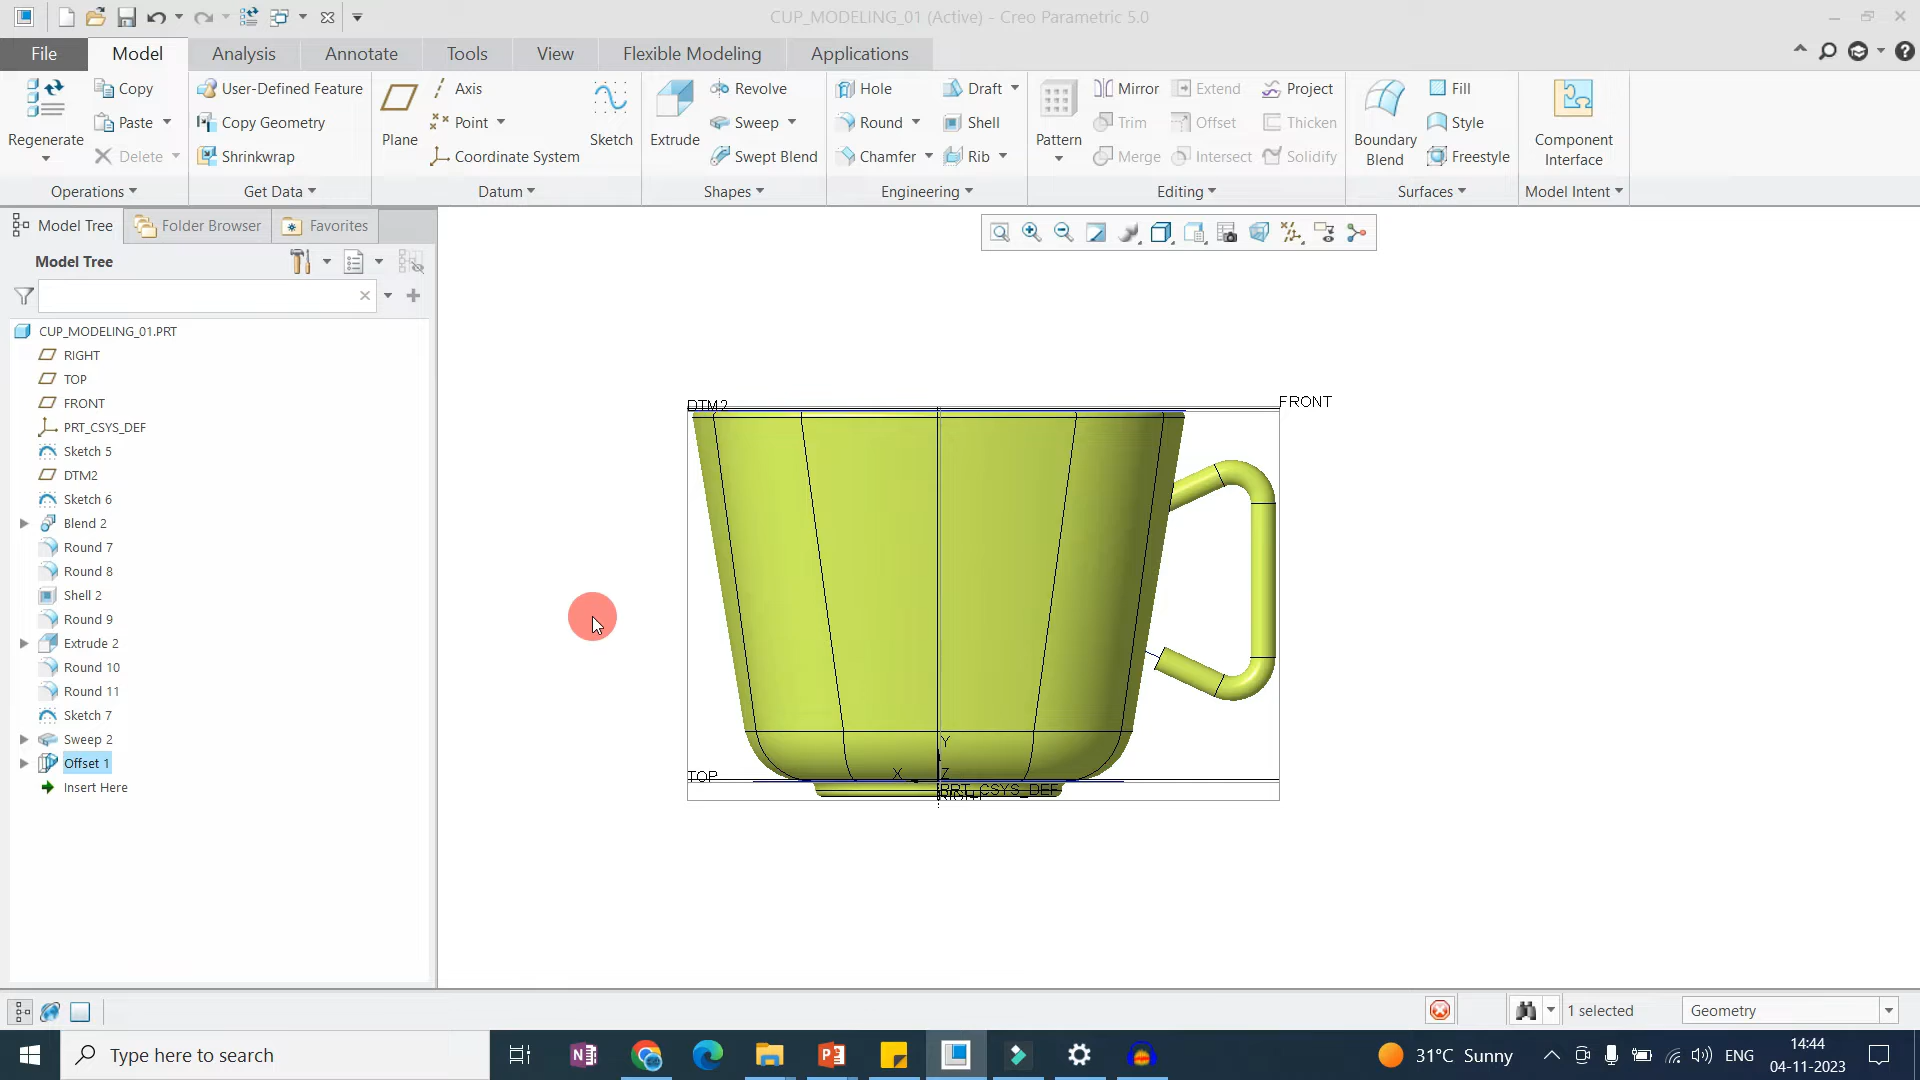 CUP_MODELING_01 (Active) - Creo Parametric 5.0
File Model Analysis Annotate Tools View Flexible Modeling Applications
Regenerate
Copy
Paste
Delete
Operations
User-Defined Feature
Copy Geometry
Shrinkwrap
Get Data
Plane
Axis
Point
Coordinate System
Sketch
Datum
Extrude
Revolve
Sweep
Swept Blend
Shapes
Hole
Round
Chamfer
Draft
Shell
Rib
Engineering
Pattern
Mirror
Trim
Merge
Extend
Offset
Intersect
Project
Thicken
Solidify
Editing
Boundary
Blend
Fill
Style
Freestyle
Surfaces
Component
Interface
Model Intent
Model Tree Folder Browser Favorites
Model Tree
CUP_MODELING_01.PRT
RIGHT
TOP
FRONT
PRT_CSYS_DEF
Sketch 5
DTM2
Sketch 6
Blend 2
Round 7
Round 8
Shell 2
Round 9
Extrude 2
Round 10
Round 11
Sketch 7
Sweep 2
Offset 1
Insert Here
DTM2
FRONT
Y
X
Z
TOP
PRT_CSYS_DEF
1 selected
Geometry
Type here to search
31°C Sunny
ENG
14:44
04-11-2023